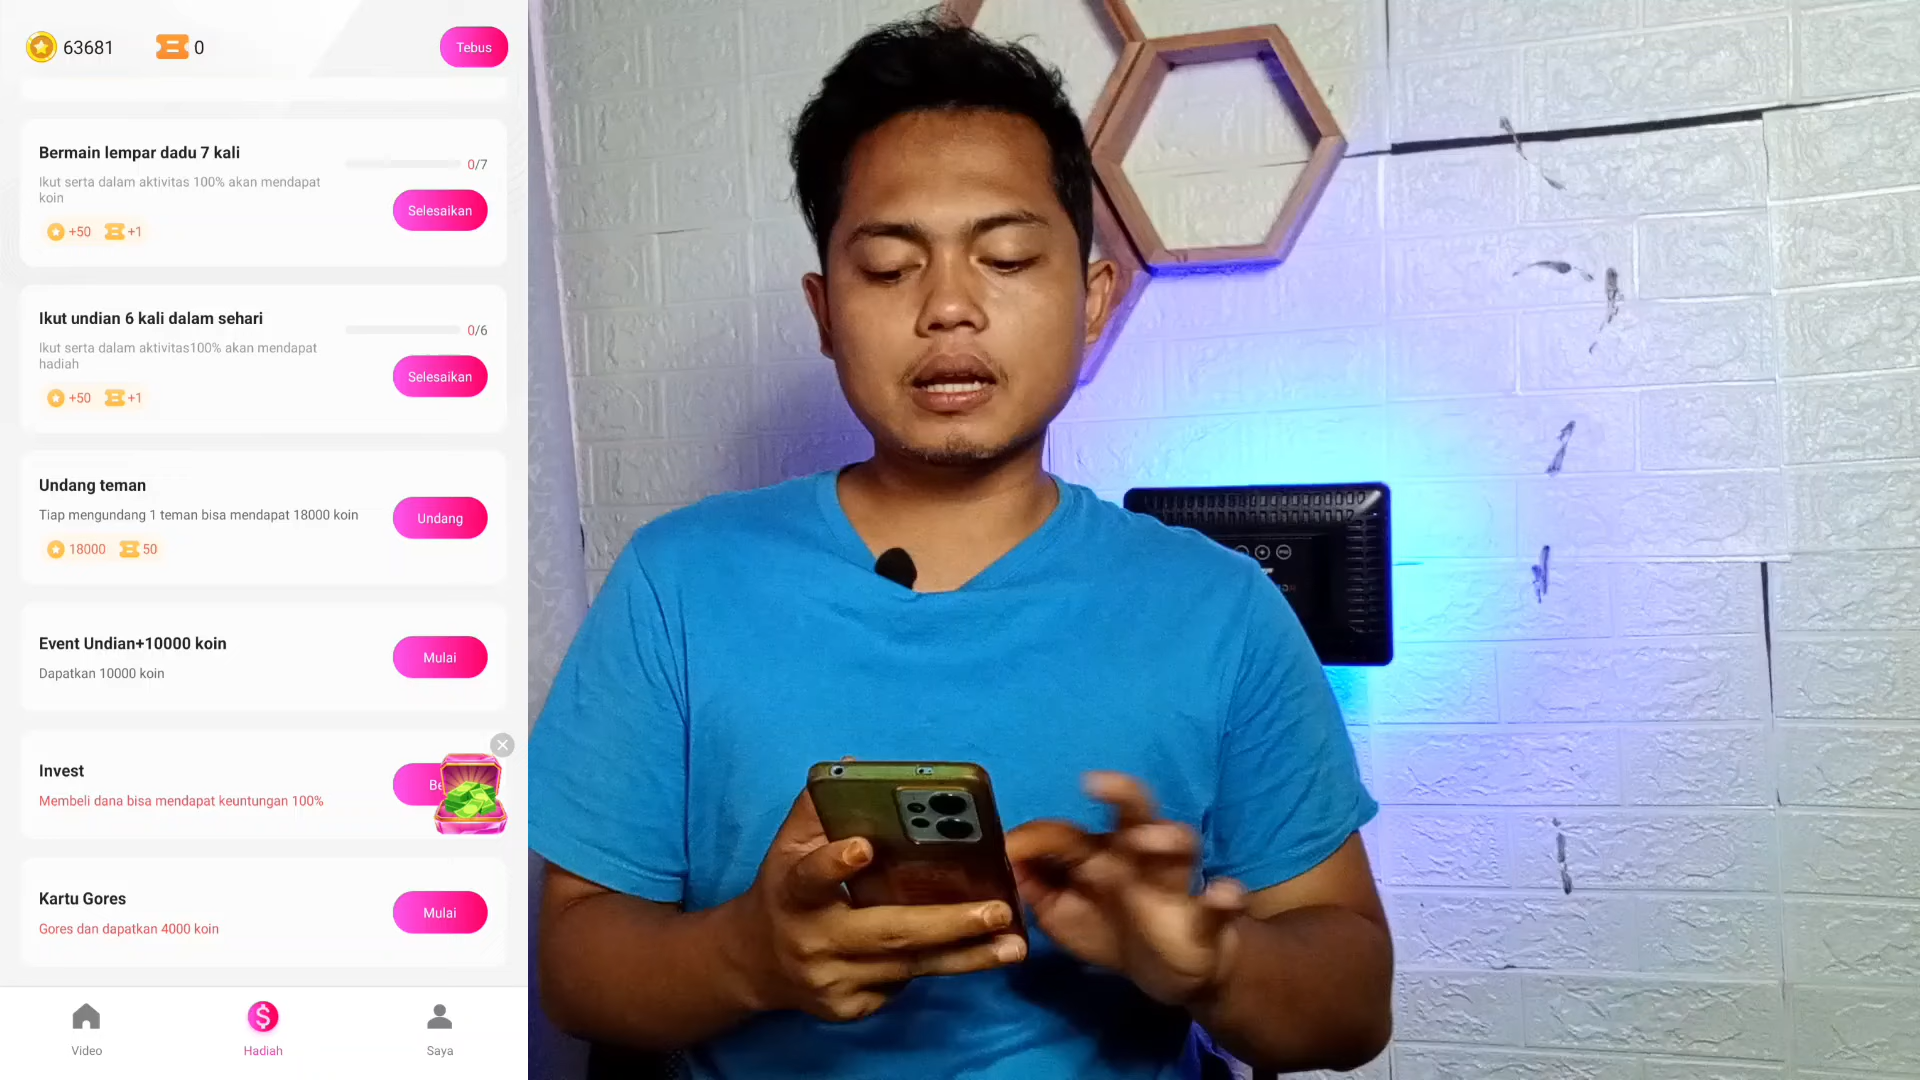 63681
0
Tebus
Bermain lempar dadu 7 kali
0/7
Ikut serta dalam aktivitas 100% akan mendapat
koin
Selesaikan
+50 +1
Ikut undian 6 kali dalam sehari
0/6
Ikut serta dalam aktivitas100% akan mendapat
hadiah
Selesaikan
+50 +1
Undang teman
Tiap mengundang 1 teman bisa mendapat 18000 koin
Undang
18000 50
Event Undian+10000 koin
Dapatkan 10000 koin
Mulai
Invest
Membeli dana bisa mendapat keuntungan 100%
Kartu Gores
Gores dan dapatkan 4000 koin
Mulai
Video
Hadiah
Saya